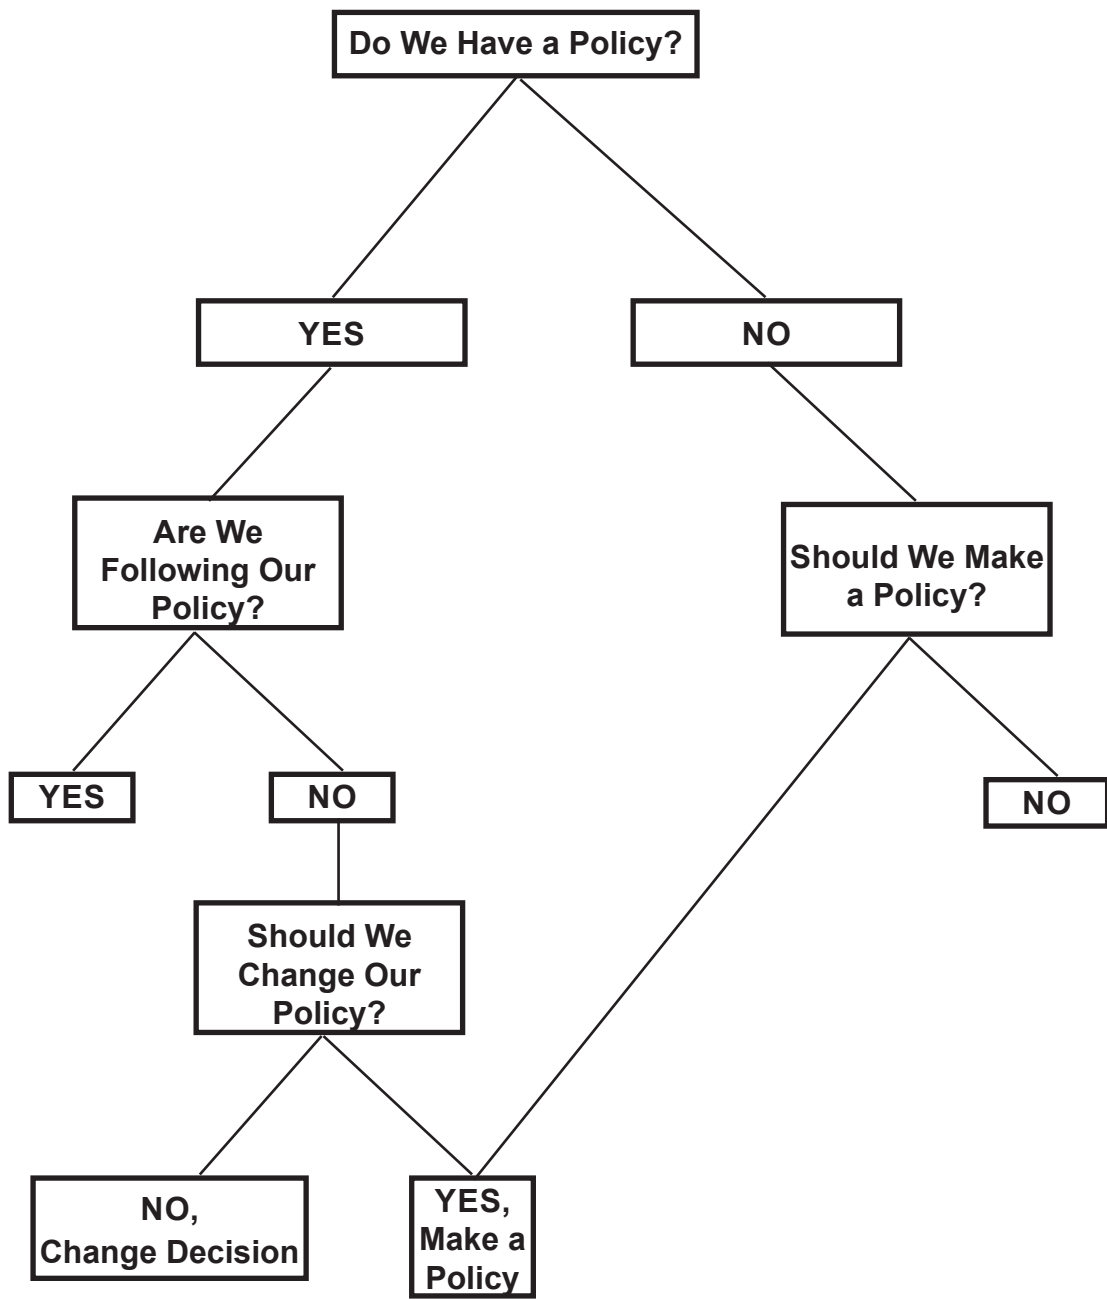 Do We Have a Policy?
YES
NO
Are We
Following Our
Policy?
Should We Make
a Policy?
YES
NO
NO
Should We
Change Our
Policy?
NO,
Change Decision
YES,
Make a
Policy